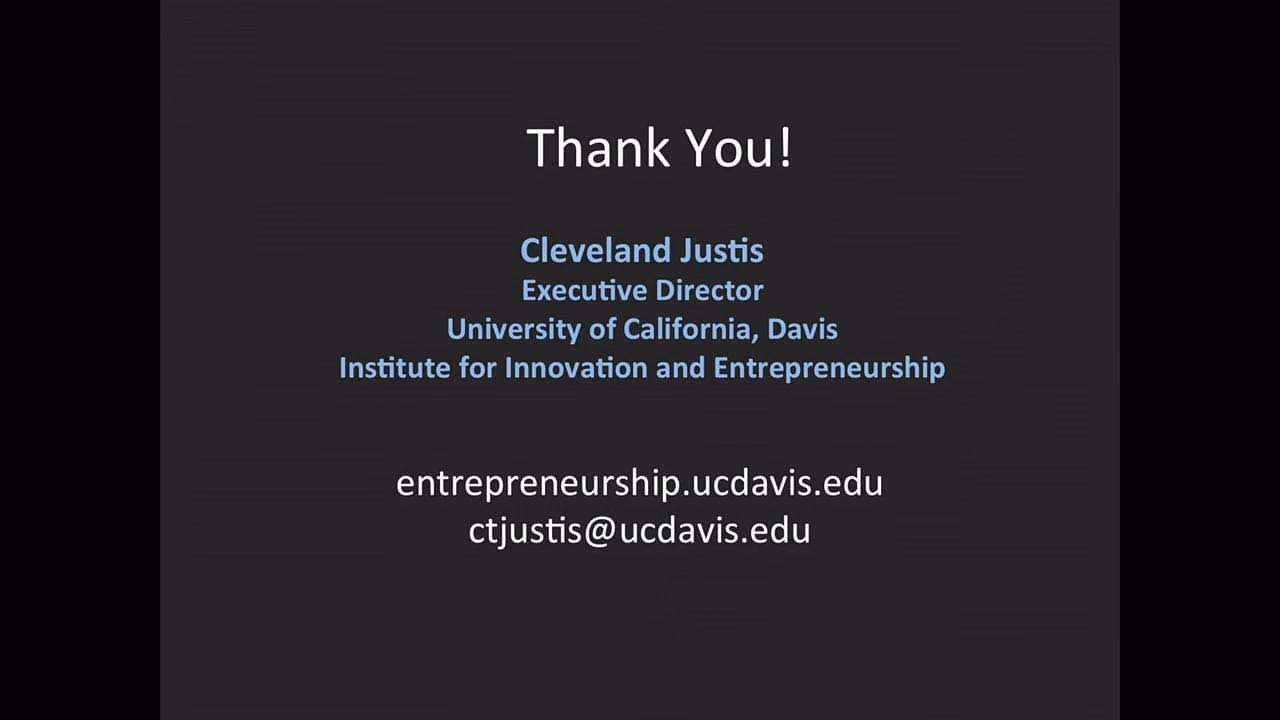 Thank You!
Cleveland Justis
Executive Director
University of California, Davis
Institute for Innovation and Entrepreneurship
entrepreneurship.ucdavis.edu
ctjustis@ucdavis.edu